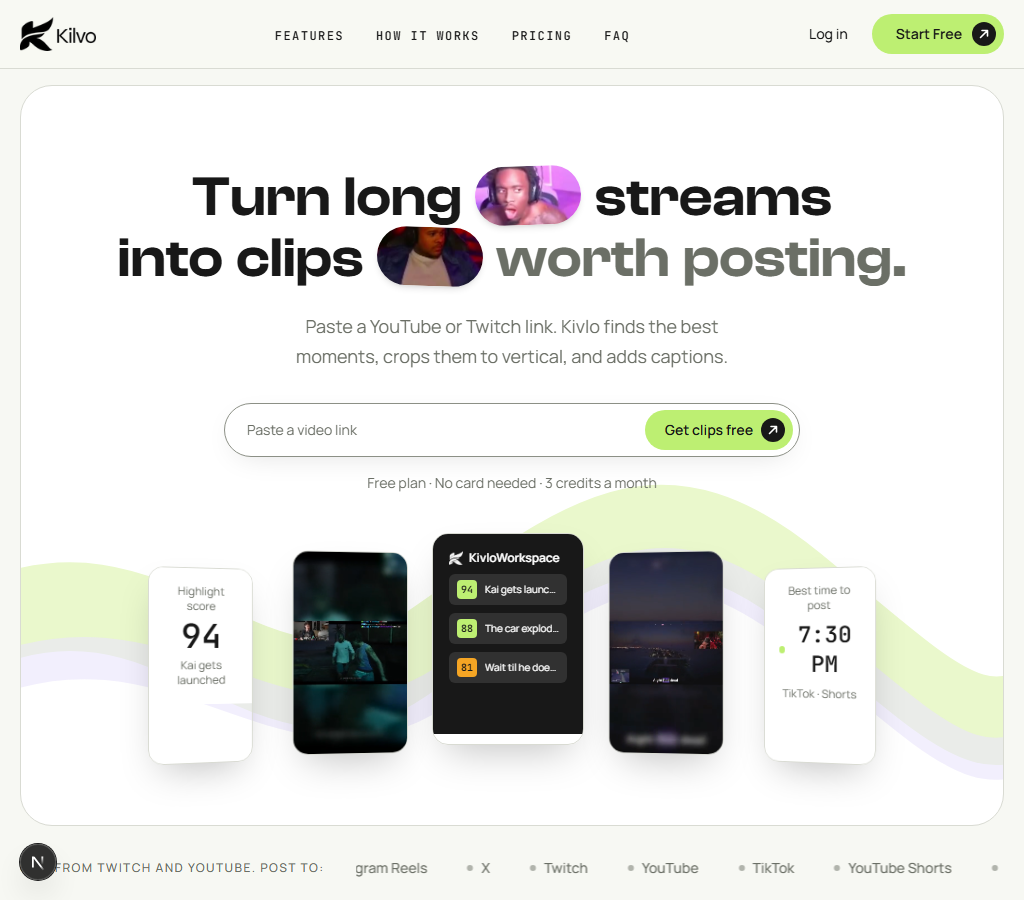 Kilvo
FEATURES
HOW IT WORKS
PRICING
FAQ
Log in
Start Free
Turn long streams
into clips worth posting.
Paste a YouTube or Twitch link. Kivlo finds the best
moments, crops them to vertical, and adds captions.
Paste a video link
Get clips free
Free plan · No card needed · 3 credits a month
Highlight
score
94
Kai gets
launched
KivloWorkspace
94 Kai gets launc...
88 The car explod...
81 Wait til he doe...
Best time to
post
7:30
PM
TikTok · Shorts
N
FROM TWITCH AND YOUTUBE. POST TO:
gram Reels
X
Twitch
YouTube
TikTok
YouTube Shorts